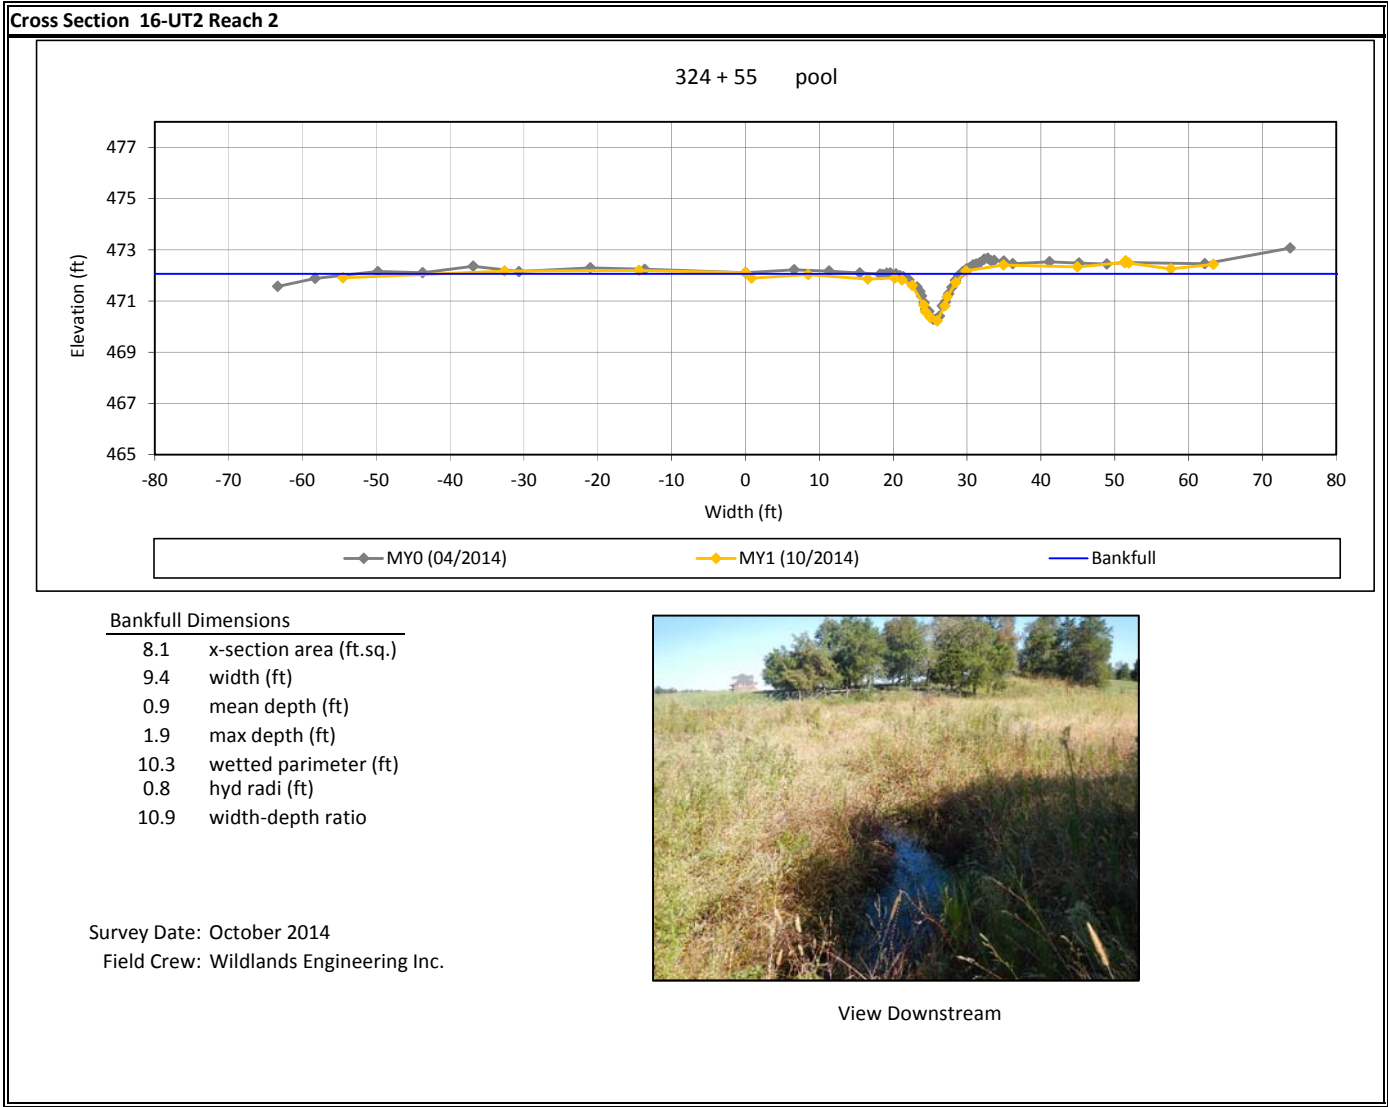 Cross Section 16-UT2 Reach 2
324 + 55 pool
477
475
473
471
469
467
465
Elevation (ft)
-80 -70 -60 -50 -40 -30 -20 -10 0 10 20 30 40 50 60 70 80
Width (ft)
MY0 (04/2014) MY1 (10/2014) Bankfull
Bankfull Dimensions
8.1 x-section area (ft.sq.)
9.4 width (ft)
0.9 mean depth (ft)
1.9 max depth (ft)
10.3 wetted parimeter (ft)
0.8 hyd radi (ft)
10.9 width-depth ratio
Survey Date: October 2014
Field Crew: Wildlands Engineering Inc.
View Downstream